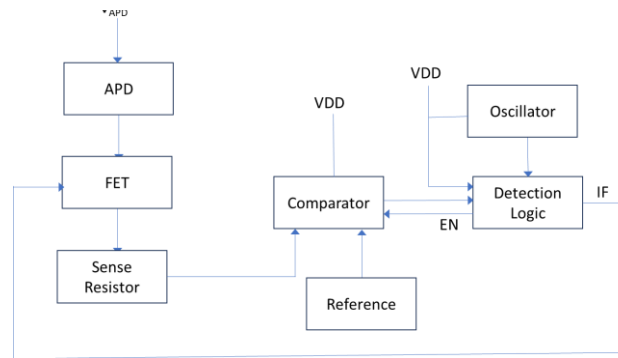 APD
APD
VDD
VDD
Oscillator
FET
Comparator
Detection
Logic
IF
EN
Sense
Resistor
Reference